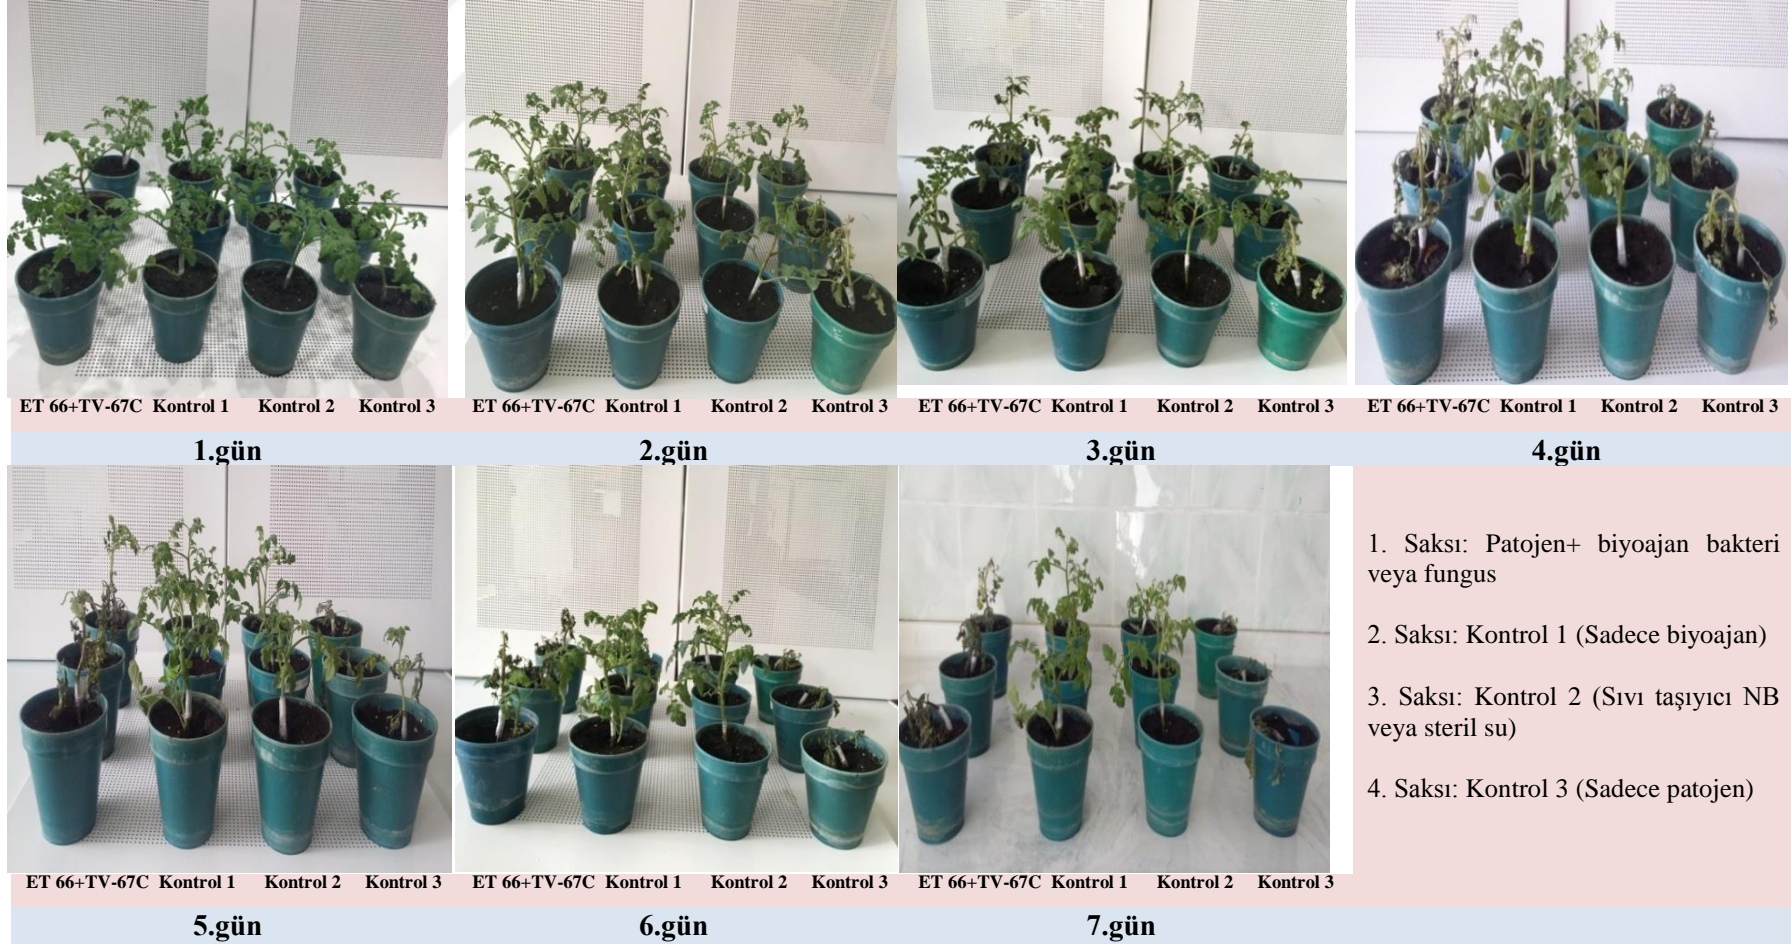 ET 66+TV-67C Kontrol 1 Kontrol 2 Kontrol 3
ET 66+TV-67C Kontrol 1 Kontrol 2 Kontrol 3
ET 66+TV-67C Kontrol 1 Kontrol 2 Kontrol 3
ET 66+TV-67C Kontrol 1 Kontrol 2 Kontrol 3
1.gün
2.gün
3.gün
4.gün
1. Saksı: Patojen+ biyoajan bakteri
veya fungus
2. Saksı: Kontrol 1 (Sadece biyoajan)
3. Saksı: Kontrol 2 (Sıvı taşıyıcı NB
veya steril su)
4. Saksı: Kontrol 3 (Sadece patojen)
ET 66+TV-67C Kontrol 1 Kontrol 2 Kontrol 3
ET 66+TV-67C Kontrol 1 Kontrol 2 Kontrol 3
ET 66+TV-67C Kontrol 1 Kontrol 2 Kontrol 3
5.gün
6.gün
7.gün